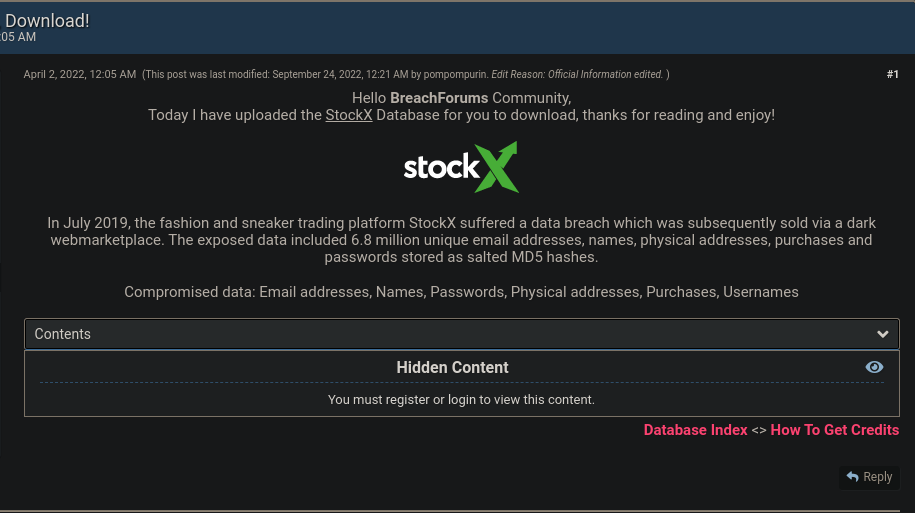 Download!
:05 AM
April 2, 2022, 12:05 AM (This post was last modified: September 24, 2022, 12:21 AM by pompompurin. Edit Reason: Official Information edited. )
#1
Hello BreachForums Community,
Today I have uploaded the StockX Database for you to download, thanks for reading and enjoy!
stockX
In July 2019, the fashion and sneaker trading platform StockX suffered a data breach which was subsequently sold via a dark
webmarketplace. The exposed data included 6.8 million unique email addresses, names, physical addresses, purchases and
passwords stored as salted MD5 hashes.
Compromised data: Email addresses, Names, Passwords, Physical addresses, Purchases, Usernames
Contents
Hidden Content
You must register or login to view this content.
Database Index <> How To Get Credits
Reply